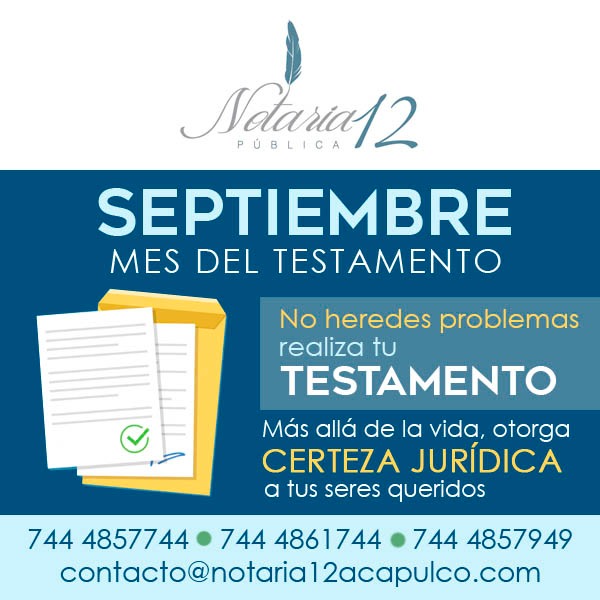 Notaria 12
PÚBLICA
SEPTIEMBRE
MES DEL TESTAMENTO
No heredes problemas
realiza tu
TESTAMENTO
Más allá de la vida, otorga
CERTEZA JURÍDICA
a tus seres queridos
744 4857744 ● 744 4861744 ● 744 4857949
contacto@notaria12acapulco.com